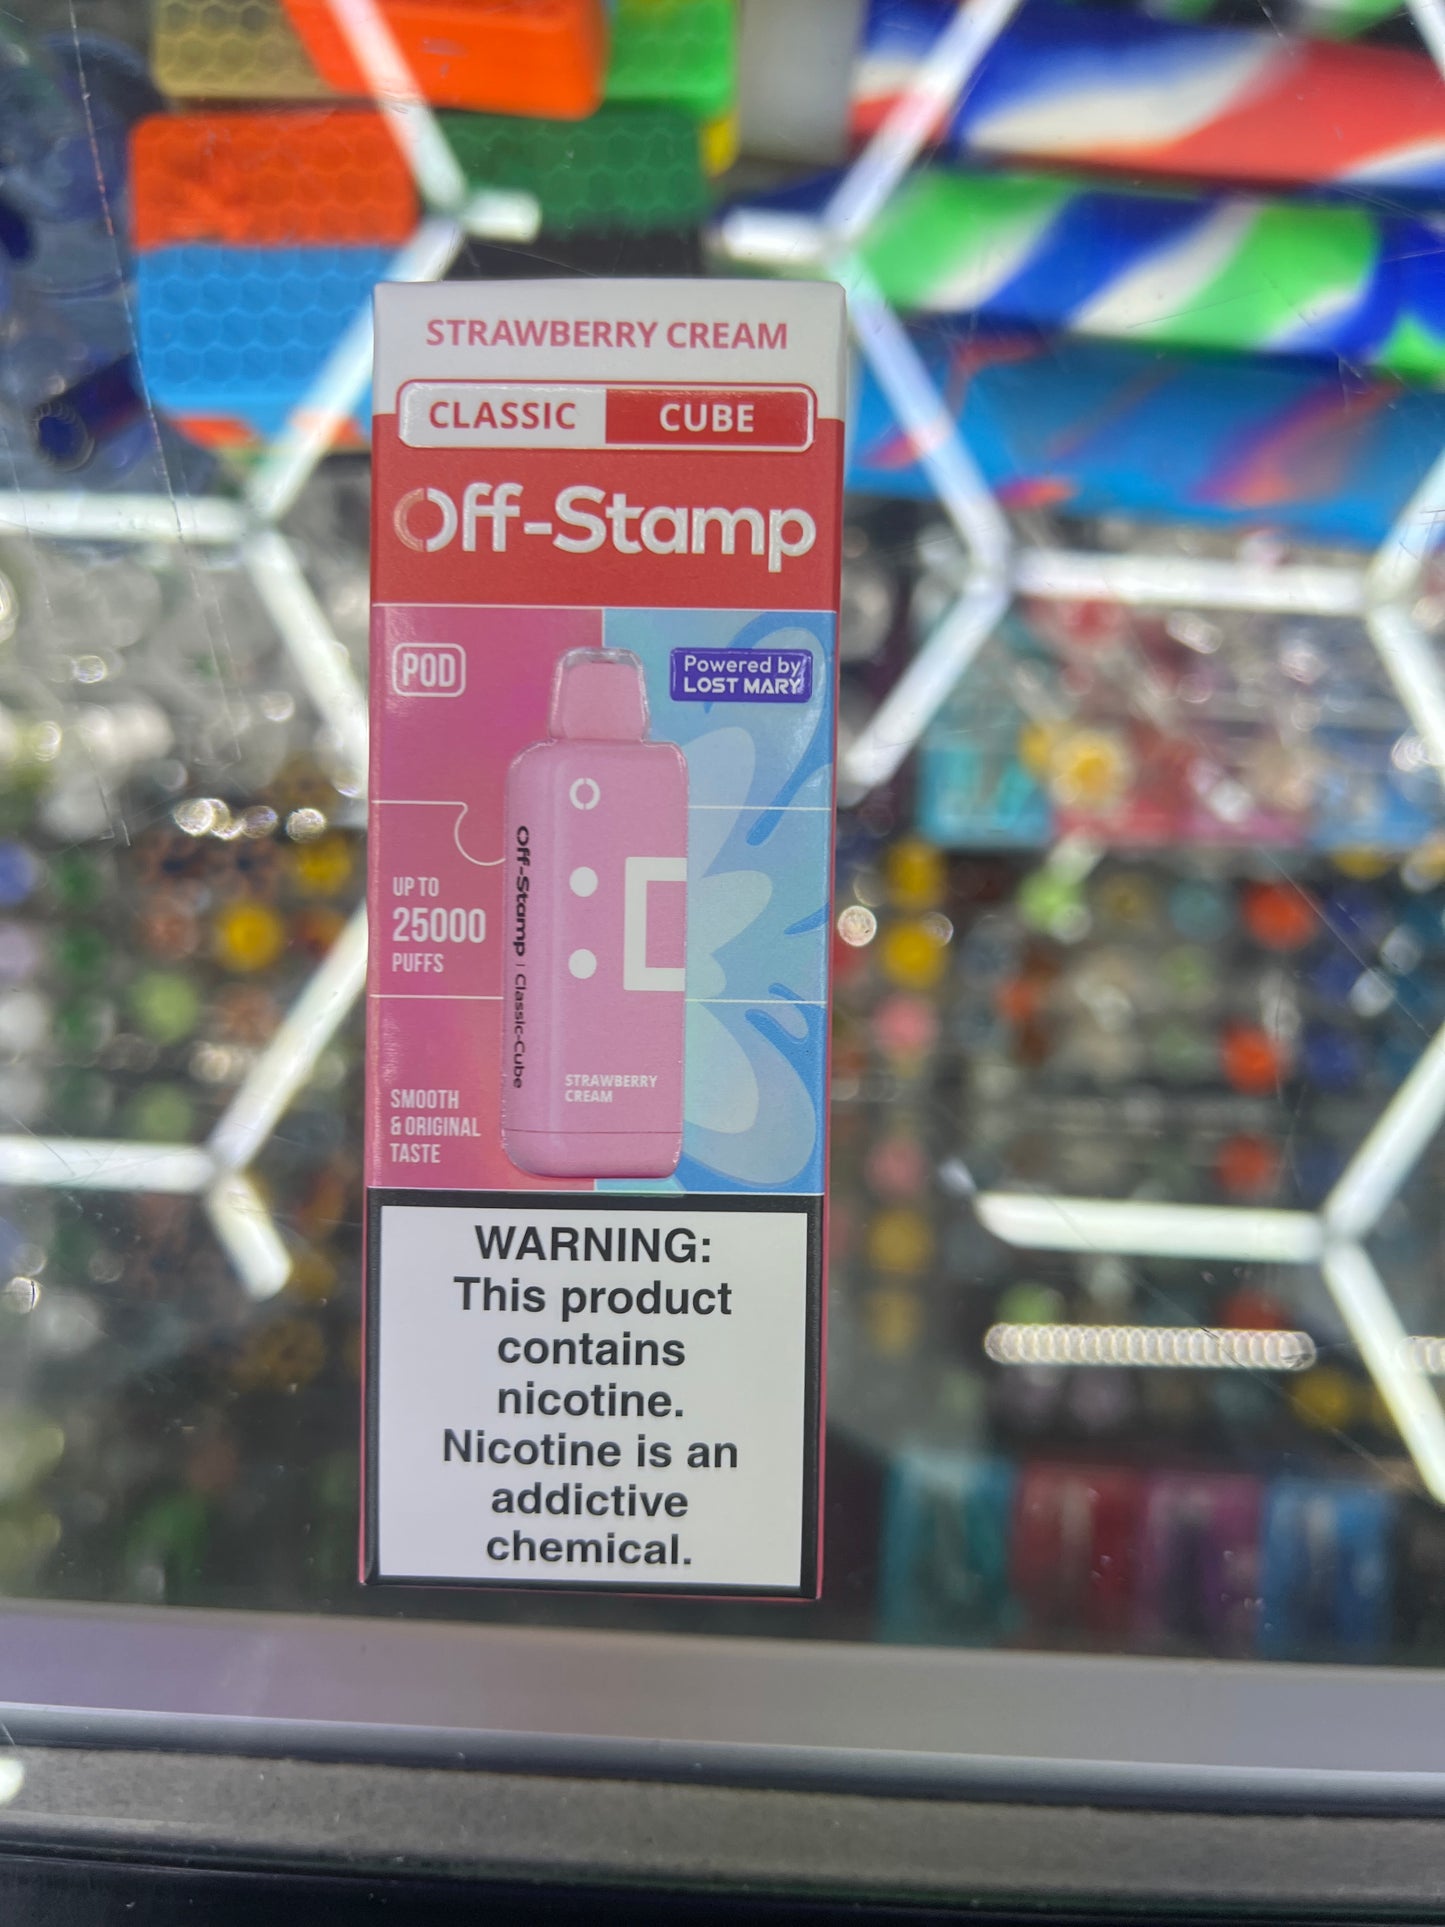 STRAWBERRY CREAM
CLASSIC CUBE
Off-Stamp
POD
Powered by
LOST MARY
UP TO
25000
PUFFS
SMOOTH
& ORIGINAL
TASTE
Off-Stamp | Classic-Cube
STRAWBERRY
CREAM
WARNING:
This product
contains
nicotine.
Nicotine is an
addictive
chemical.